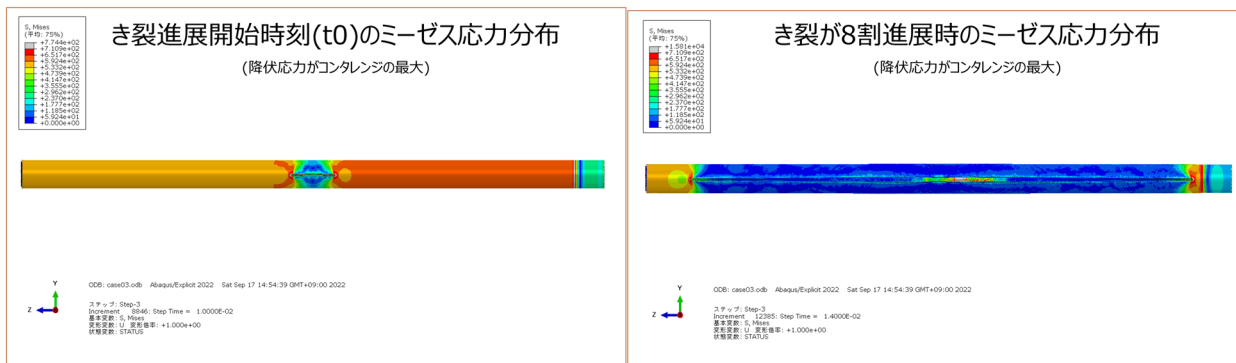 き裂進展開始時刻(t0)のミーゼス応力分布
(降伏応力がコンタレンジの最大)
S, Mises
(平均: 75%)
+7.744e+02
+7.109e+02
+6.517e+02
+5.924e+02
+5.332e+02
+4.739e+02
+4.147e+02
+3.555e+02
+2.962e+02
+2.370e+02
+1.777e+02
+1.185e+02
+5.924e+01
+0.000e+00
Y
Z
ODB: case03.odb Abaqus/Explicit 2022 Sat Sep 17 14:54:39 GMT+09:00 2022
ステップ: Step-3
Increment 8846: Step Time = 1.0000E-02
基本変数: S, Mises
変形変数: U 変形倍率: +1.000e+00
状態変数: STATUS
き裂が8割進展時のミーゼス応力分布
(降伏応力がコンタレンジの最大)
S, Mises
(平均: 75%)
+1.581e+04
+7.109e+02
+6.517e+02
+5.924e+02
+5.332e+02
+4.739e+02
+4.147e+02
+3.555e+02
+2.962e+02
+2.370e+02
+1.777e+02
+1.185e+02
+5.924e+01
+0.000e+00
Y
Z
ODB: case03.odb Abaqus/Explicit 2022 Sat Sep 17 14:54:39 GMT+09:00 2022
ステップ: Step-3
Increment 12385: Step Time = 1.4000E-02
基本変数: S, Mises
変形変数: U 変形倍率: +1.000e+00
状態変数: STATUS